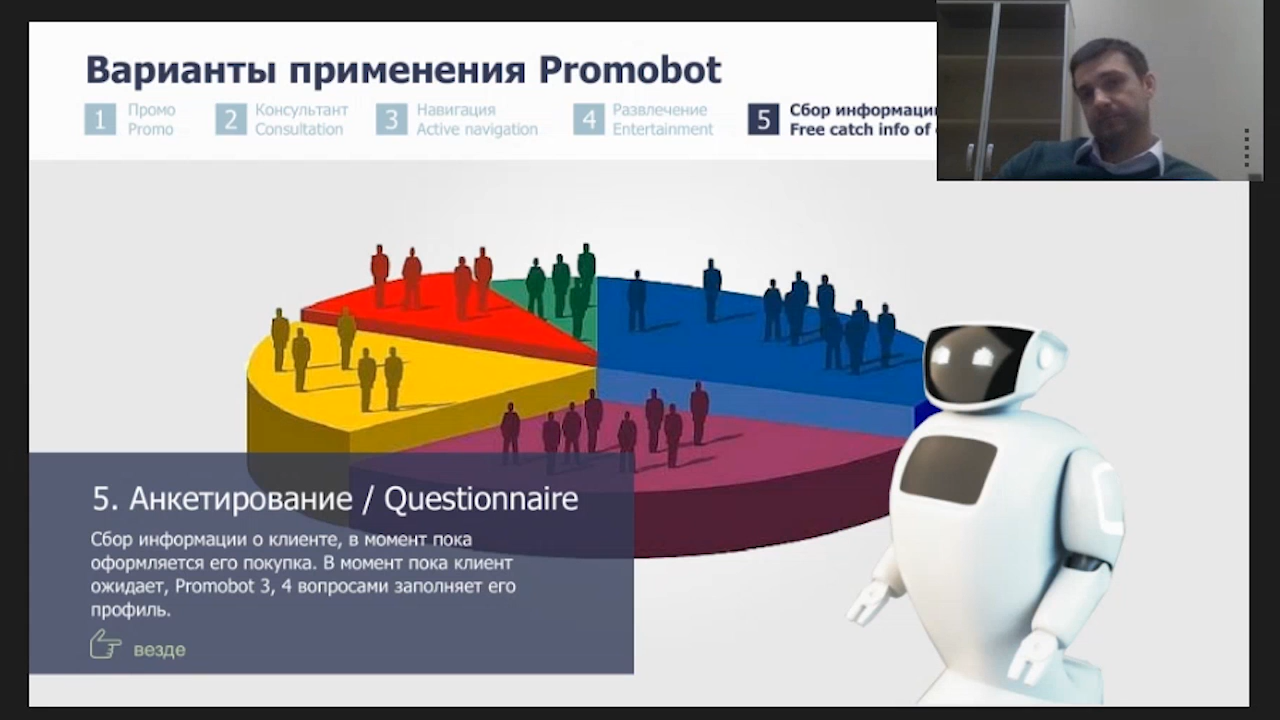 Варианты применения Promobot
1 Промо
Promo
2 Консультант
Consultation
3 Навигация
Active navigation
4 Развлечение
Entertainment
5 Сбор информации
Free catch info of
5. Анкетирование / Questionnaire
Сбор информации о клиенте, в момент пока
оформляется его покупка. В момент пока клиент
ожидает, Promobot 3, 4 вопросами заполняет его
профиль.
везде